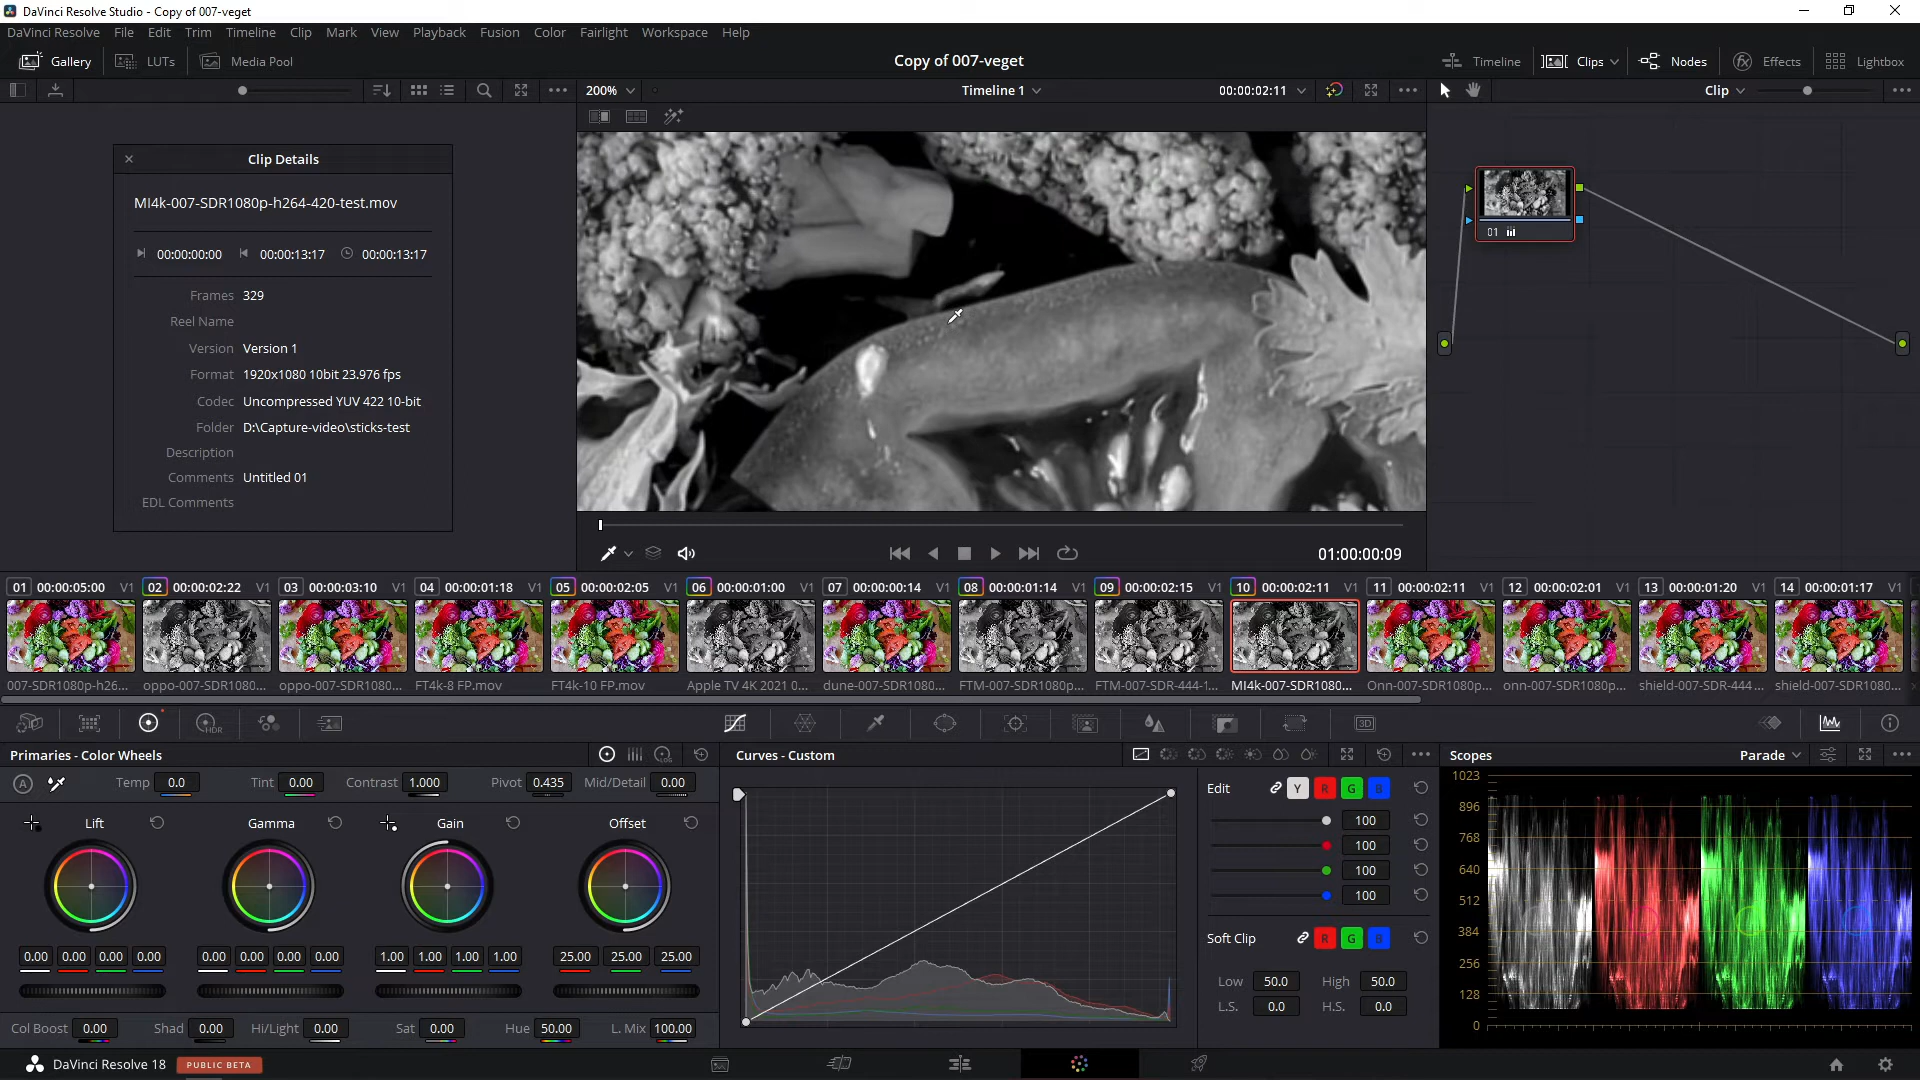 DaVinci Resolve Studio - Copy of 007-veget
DaVinci Resolve File Edit Trim Timeline Clip Mark View Playback Fusion Color Fairlight Workspace Help
Gallery LUTs Media Pool Copy of 007-veget Timeline Clips Nodes Effects Lightbox
200% Timeline 1 00:00:02:11 Clip
Clip Details
MI4k-007-SDR1080p-h264-420-test.mov
00:00:00:00 00:00:13:17 00:00:13:17
Frames 329
Reel Name
Version Version 1
Format 1920x1080 10bit 23.976 fps
Codec Uncompressed YUV 422 10-bit
Folder D:\Capture-video\sticks-test
Description
Comments Untitled 01
EDL Comments
01
01:00:00:09
01 00:00:05:00 V1 02 00:00:02:22 V1 03 00:00:03:10 V1 04 00:00:01:18 V1 05 00:00:02:05 V1 06 00:00:01:00 V1 07 00:00:00:14 V1 08 00:00:01:14 V1 09 00:00:02:15 V1 10 00:00:02:11 V1 11 00:00:02:11 V1 12 00:00:02:01 V1 13 00:00:01:20 V1 14 00:00:01:17 V1
007-SDR1080p-h26... oppo-007-SDR1080... oppo-007-SDR1080... FT4k-8 FP.mov FT4k-10 FP.mov Apple TV 4K 2021 0... dune-007-SDR1080... FTM-007-SDR1080p... FTM-007-SDR-444-1... MI4k-007-SDR1080... Onn-007-SDR1080p... onn-007-SDR1080p... shield-007-SDR-444... shield-007-SDR1080...
HDR 3D
Primaries - Color Wheels LOG Curves - Custom Scopes Parade
A Temp 0.0 Tint 0.00 Contrast 1.000 Pivot 0.435 Mid/Detail 0.00
Lift Gamma Gain Offset
0.00 0.00 0.00 0.00 0.00 0.00 0.00 0.00 1.00 1.00 1.00 1.00 25.00 25.00 25.00
Col Boost 0.00 Shad 0.00 Hi/Light 0.00 Sat 0.00 Hue 50.00 L. Mix 100.00
Edit Y R G B
100
100
100
100
Soft Clip R G B
Low 50.0 High 50.0
L.S. 0.0 H.S. 0.0
1023
896
768
640
512
384
256
128
0
DaVinci Resolve 18 PUBLIC BETA